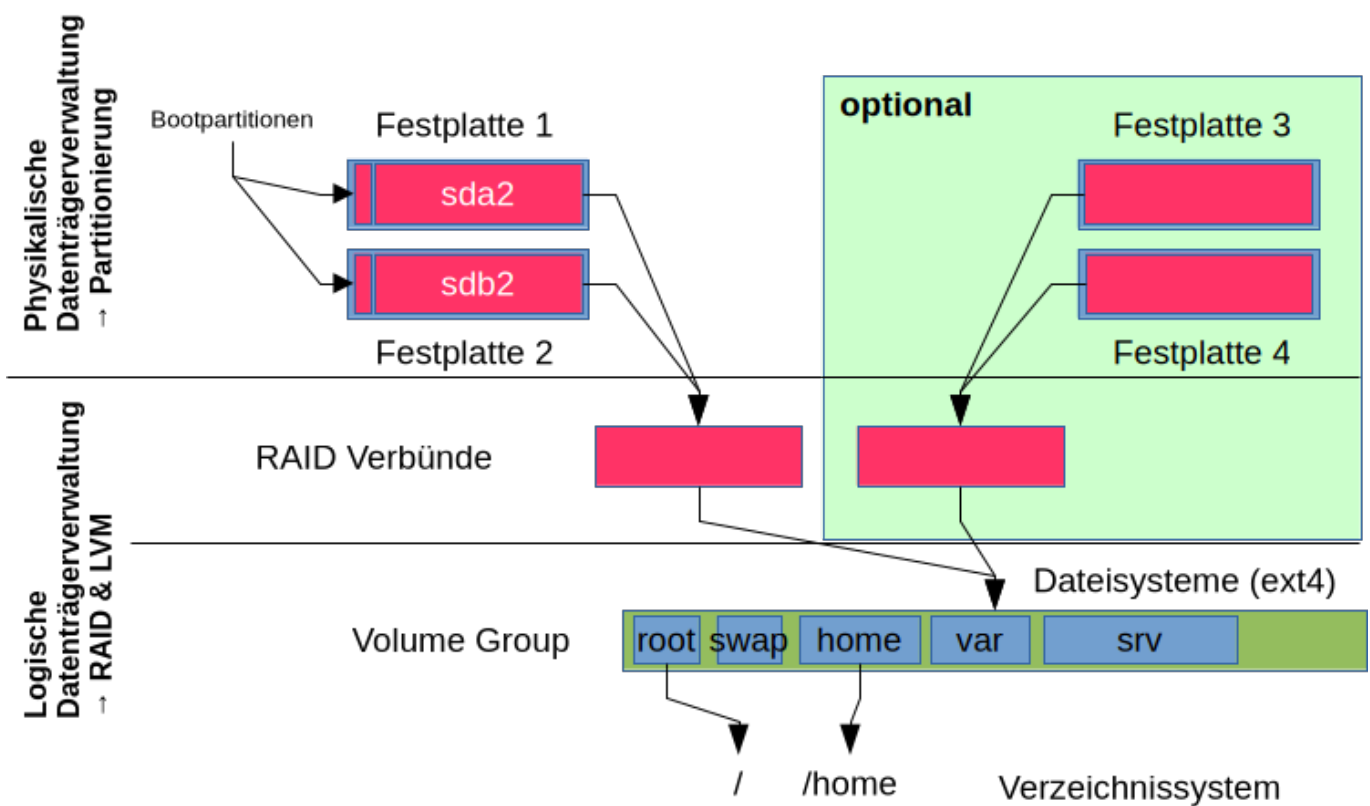 Physikalische
Datenträgerverwaltung
→ Partitionierung
Bootpartitionen
Festplatte 1
sda2
sdb2
Festplatte 2
optional
Festplatte 3
Festplatte 4
Logische
Datenträgerverwaltung
→ RAID & LVM
RAID Verbünde
Dateisysteme (ext4)
Volume Group
root
swap
home
var
srv
/
/home
Verzeichnissystem